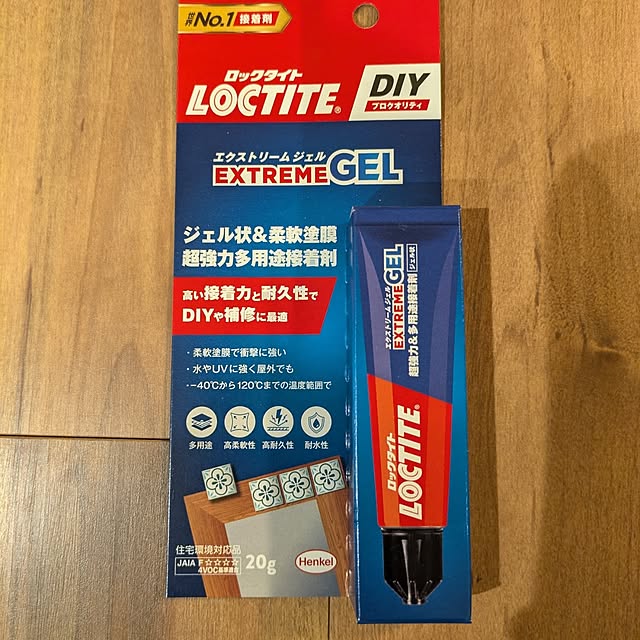 世界No.1 接着剤
ロックタイト
LOCTITE®
DIY
プロクオリティ
エクストリーム ジェル
EXTREME GEL
ジェル状&柔軟塗膜
超強力多用途接着剤
高い接着力と耐久性で
DIYや補修に最適
・柔軟塗膜で衝撃に強い
・水やUVに強く屋外でも
・−40℃から120℃までの温度範囲で
多用途
高柔軟性
高耐久性
耐水性
住宅環境対応品
JAIA F☆☆☆☆
4VOC基準適合
20g
Henkel
エクストリーム ジェル
EXTREME GEL
ジェル状
超強力&多用途接着剤
ロックタイト
LOCTITE®